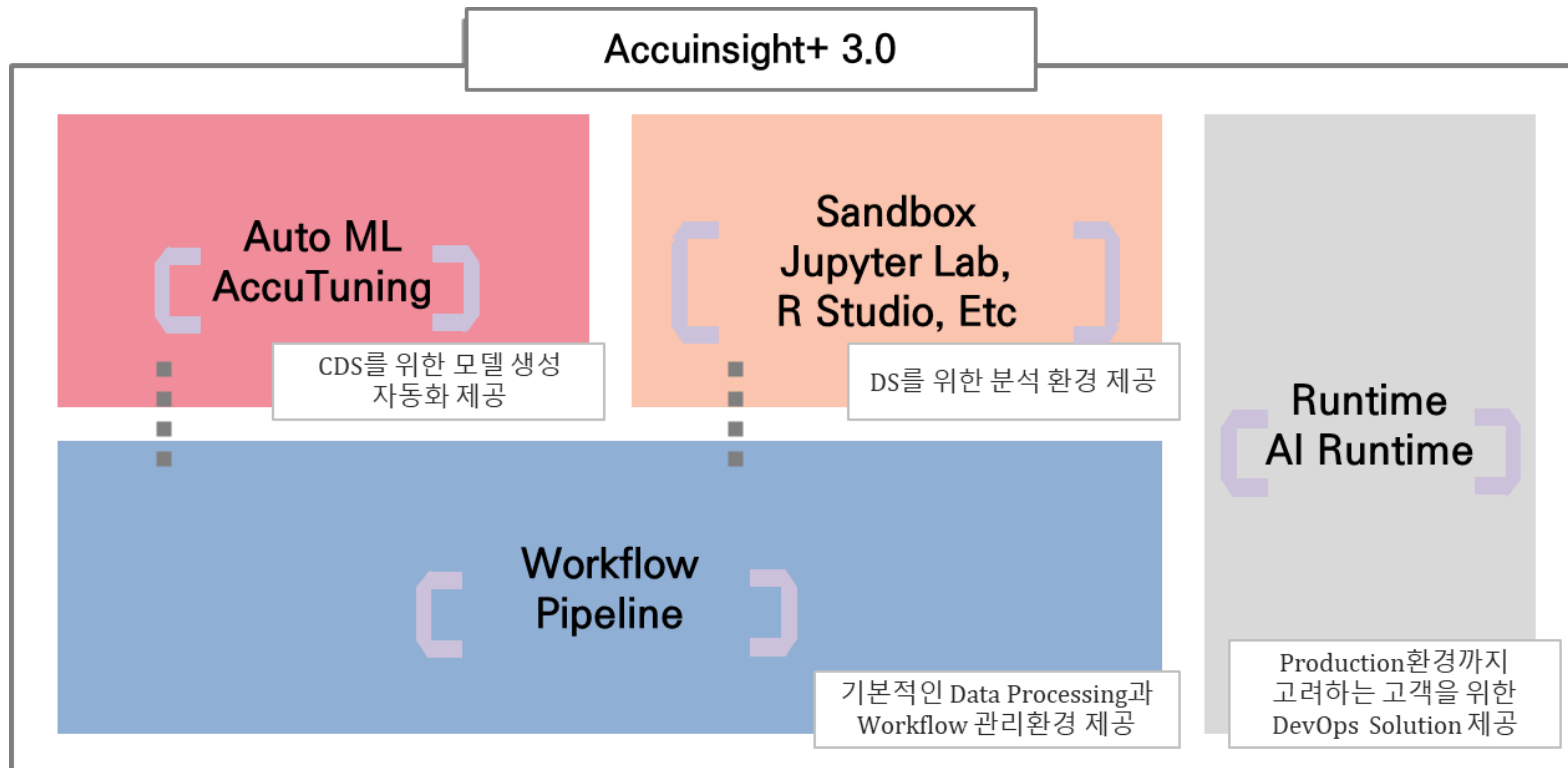 Accuinsight+ 3.0
Auto ML
AccuTuning
CDS를 위한 모델 생성
자동화 제공
Sandbox
Jupyter Lab,
R Studio, Etc
DS를 위한 분석 환경 제공
Workflow
Pipeline
기본적인 Data Processing과
Workflow 관리환경 제공
Runtime
AI Runtime
Production환경까지
고려하는 고객을 위한
DevOps Solution 제공